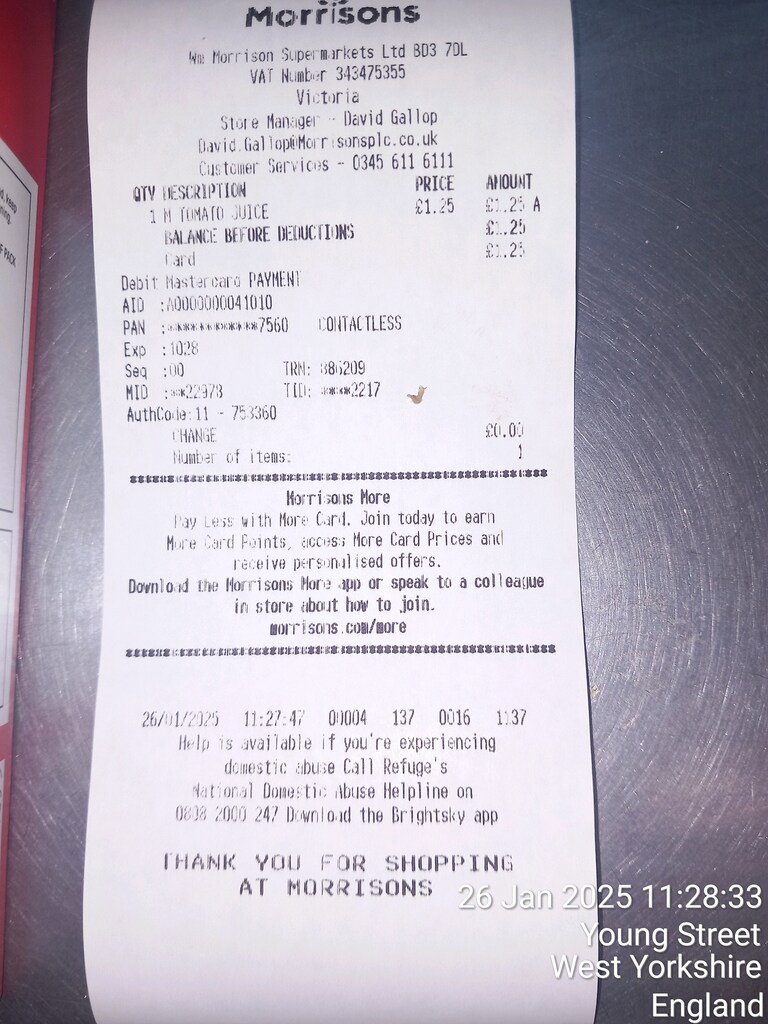 Morrisons
Wm Morrison Supermarkets Ltd BD3 7DL
VAT Number 343475355
Victoria
Store Manager - David Gallop
David.Gallop@Morrisonsplc.co.uk
Customer Services - 0345 611 6111
QTY DESCRIPTION PRICE AMOUNT
1 M TOMATO JUICE £1.25 £1.25 A
BALANCE BEFORE DEDUCTIONS £1.25
Card £1.25
Debit Mastercard PAYMENT
AID :A0000000041010
PAN :************7560 CONTACTLESS
Exp :1028
Seq :00 TRN: 886209
MID :**22973 TID: ****2217
AuthCode:11 - 753360
CHANGE £0.00
Number of items: 1
Morrisons More
Pay Less with More Card. Join today to earn
More Card Points, access More Card Prices and
receive personalised offers.
Download the Morrisons More app or speak to a colleague
in store about how to join.
morrisons.com/more
26/01/2025 11:27:47 00004 137 0016 1137
Help is available if you're experiencing
domestic abuse Call Refuge's
National Domestic Abuse Helpline on
0808 2000 247 Download the Brightsky app
THANK YOU FOR SHOPPING
AT MORRISONS
26 Jan 2025 11:28:33
Young Street
West Yorkshire
England